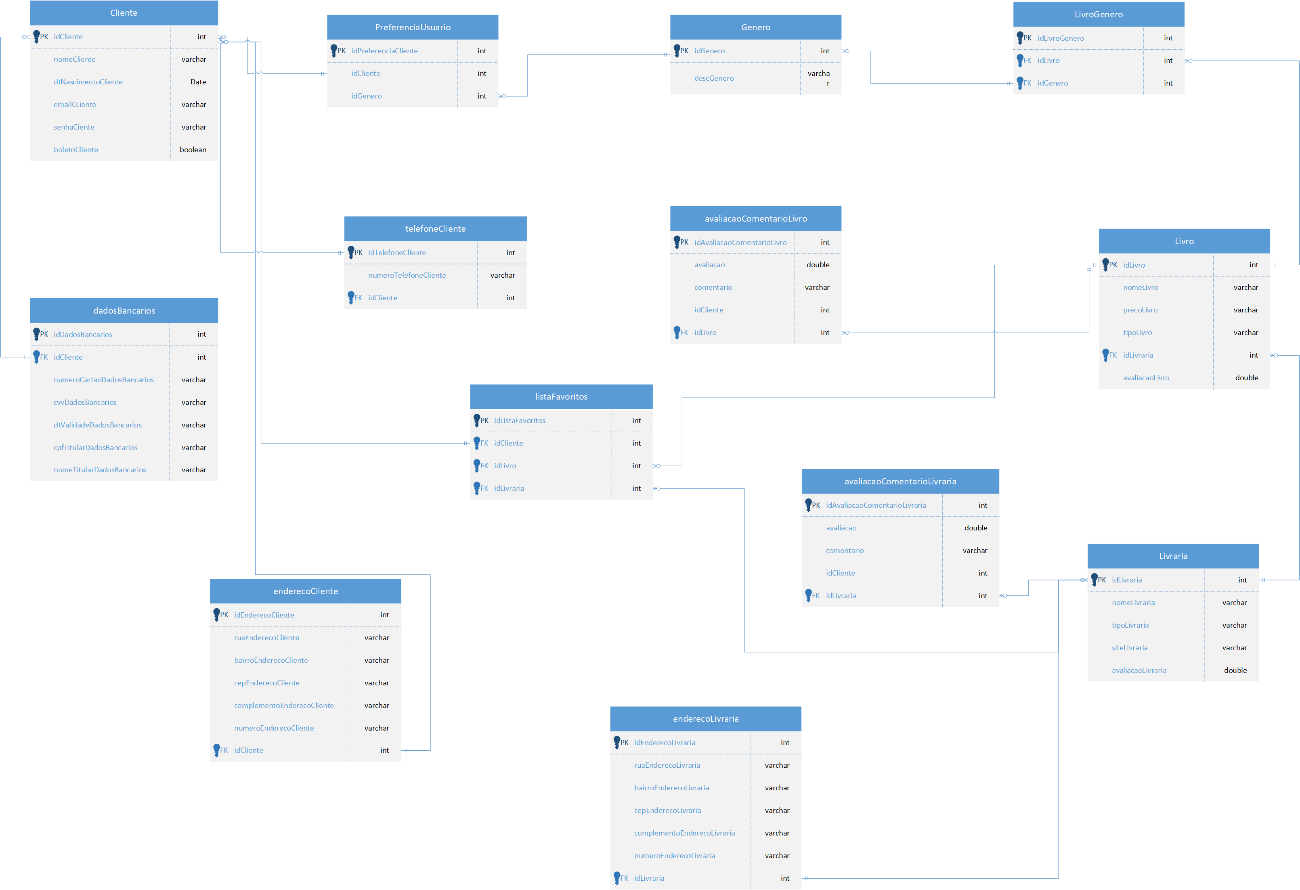 Cliente
PK idCliente int
nomeCliente varchar
dtNascimentoCliente Date
emailCLiente varchar
senhaCiente varchar
boletoCliente boolean
PreferenciaUsuario
PK idPreferenciaCliente int
idCliente int
idGenero int
Genero
PK idGenero int
descGenero varcha
r
LivroGenero
PK idLivroGenero int
FK idLivro int
FK idGenero int
telefoneCliente
PK idTelefoneCliente int
numeroTelefoneCliente varchar
FK idCliente int
avaliacaoComentarioLivro
PK idAvaliacaoComentarioLivro int
avaliacao double
comentario varchar
idCliente int
FK idLivro int
Livro
PK idLivro int
nomeLivro varchar
precoLivro varchar
tipoLivro varchar
FK idLivraria int
avaliacaoLivro double
dadosBancarios
PK idDadosBancarios int
FK idCliente int
numeroCartaoDadosBancarios varchar
cvvDadosBancarios varchar
dtValidadeDadosBancarios varchar
cpfTitularDadosBancarios varchar
nomeTitularDadosBancarios varchar
listaFavoritos
PK idListaFavoritos int
FK idCliente int
FK idLivro int
FK idLivraria int
avaliacaoComentarioLivraria
PK idAvaliacaoComentarioLivraria int
avaliacao double
comentario varchar
idCliente int
FK idLivraria int
Livraria
PK idLivraria int
nomeLivraria varchar
tipoLivraria varchar
siteLivraria varchar
avaliacaoLivraria double
enderecoCliente
PK idEnderecoCliente int
ruaEnderecoCliente varchar
bairroEnderecoCliente varchar
cepEnderecoCliente varchar
complementoEnderecoCliente varchar
numeroEnderecoCliente varchar
FK idCliente int
enderecoLivraria
PK idEnderecoLivraria int
ruaEnderecoLivraria varchar
bairroEnderecoLivraria varchar
cepEnderecoLivraria varchar
complementoEnderecoLivraria varchar
numeroEnderecoLivraria varchar
FK idLivraria int